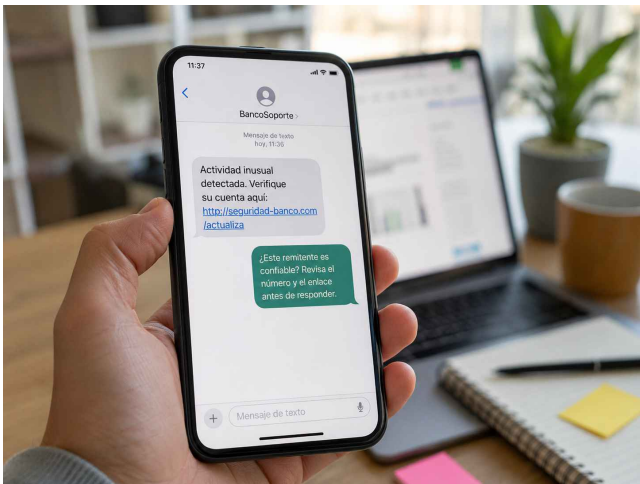 11:37
BancoSoporte
Mensaje de texto
hoy, 11:36
Actividad inusual
detectada. Verifique
su cuenta aquí:
http://seguridad-banco.com
/actualiza
¿Este remitente es
confiable? Revisa el
número y el enlace
antes de responder.
Mensaje de texto